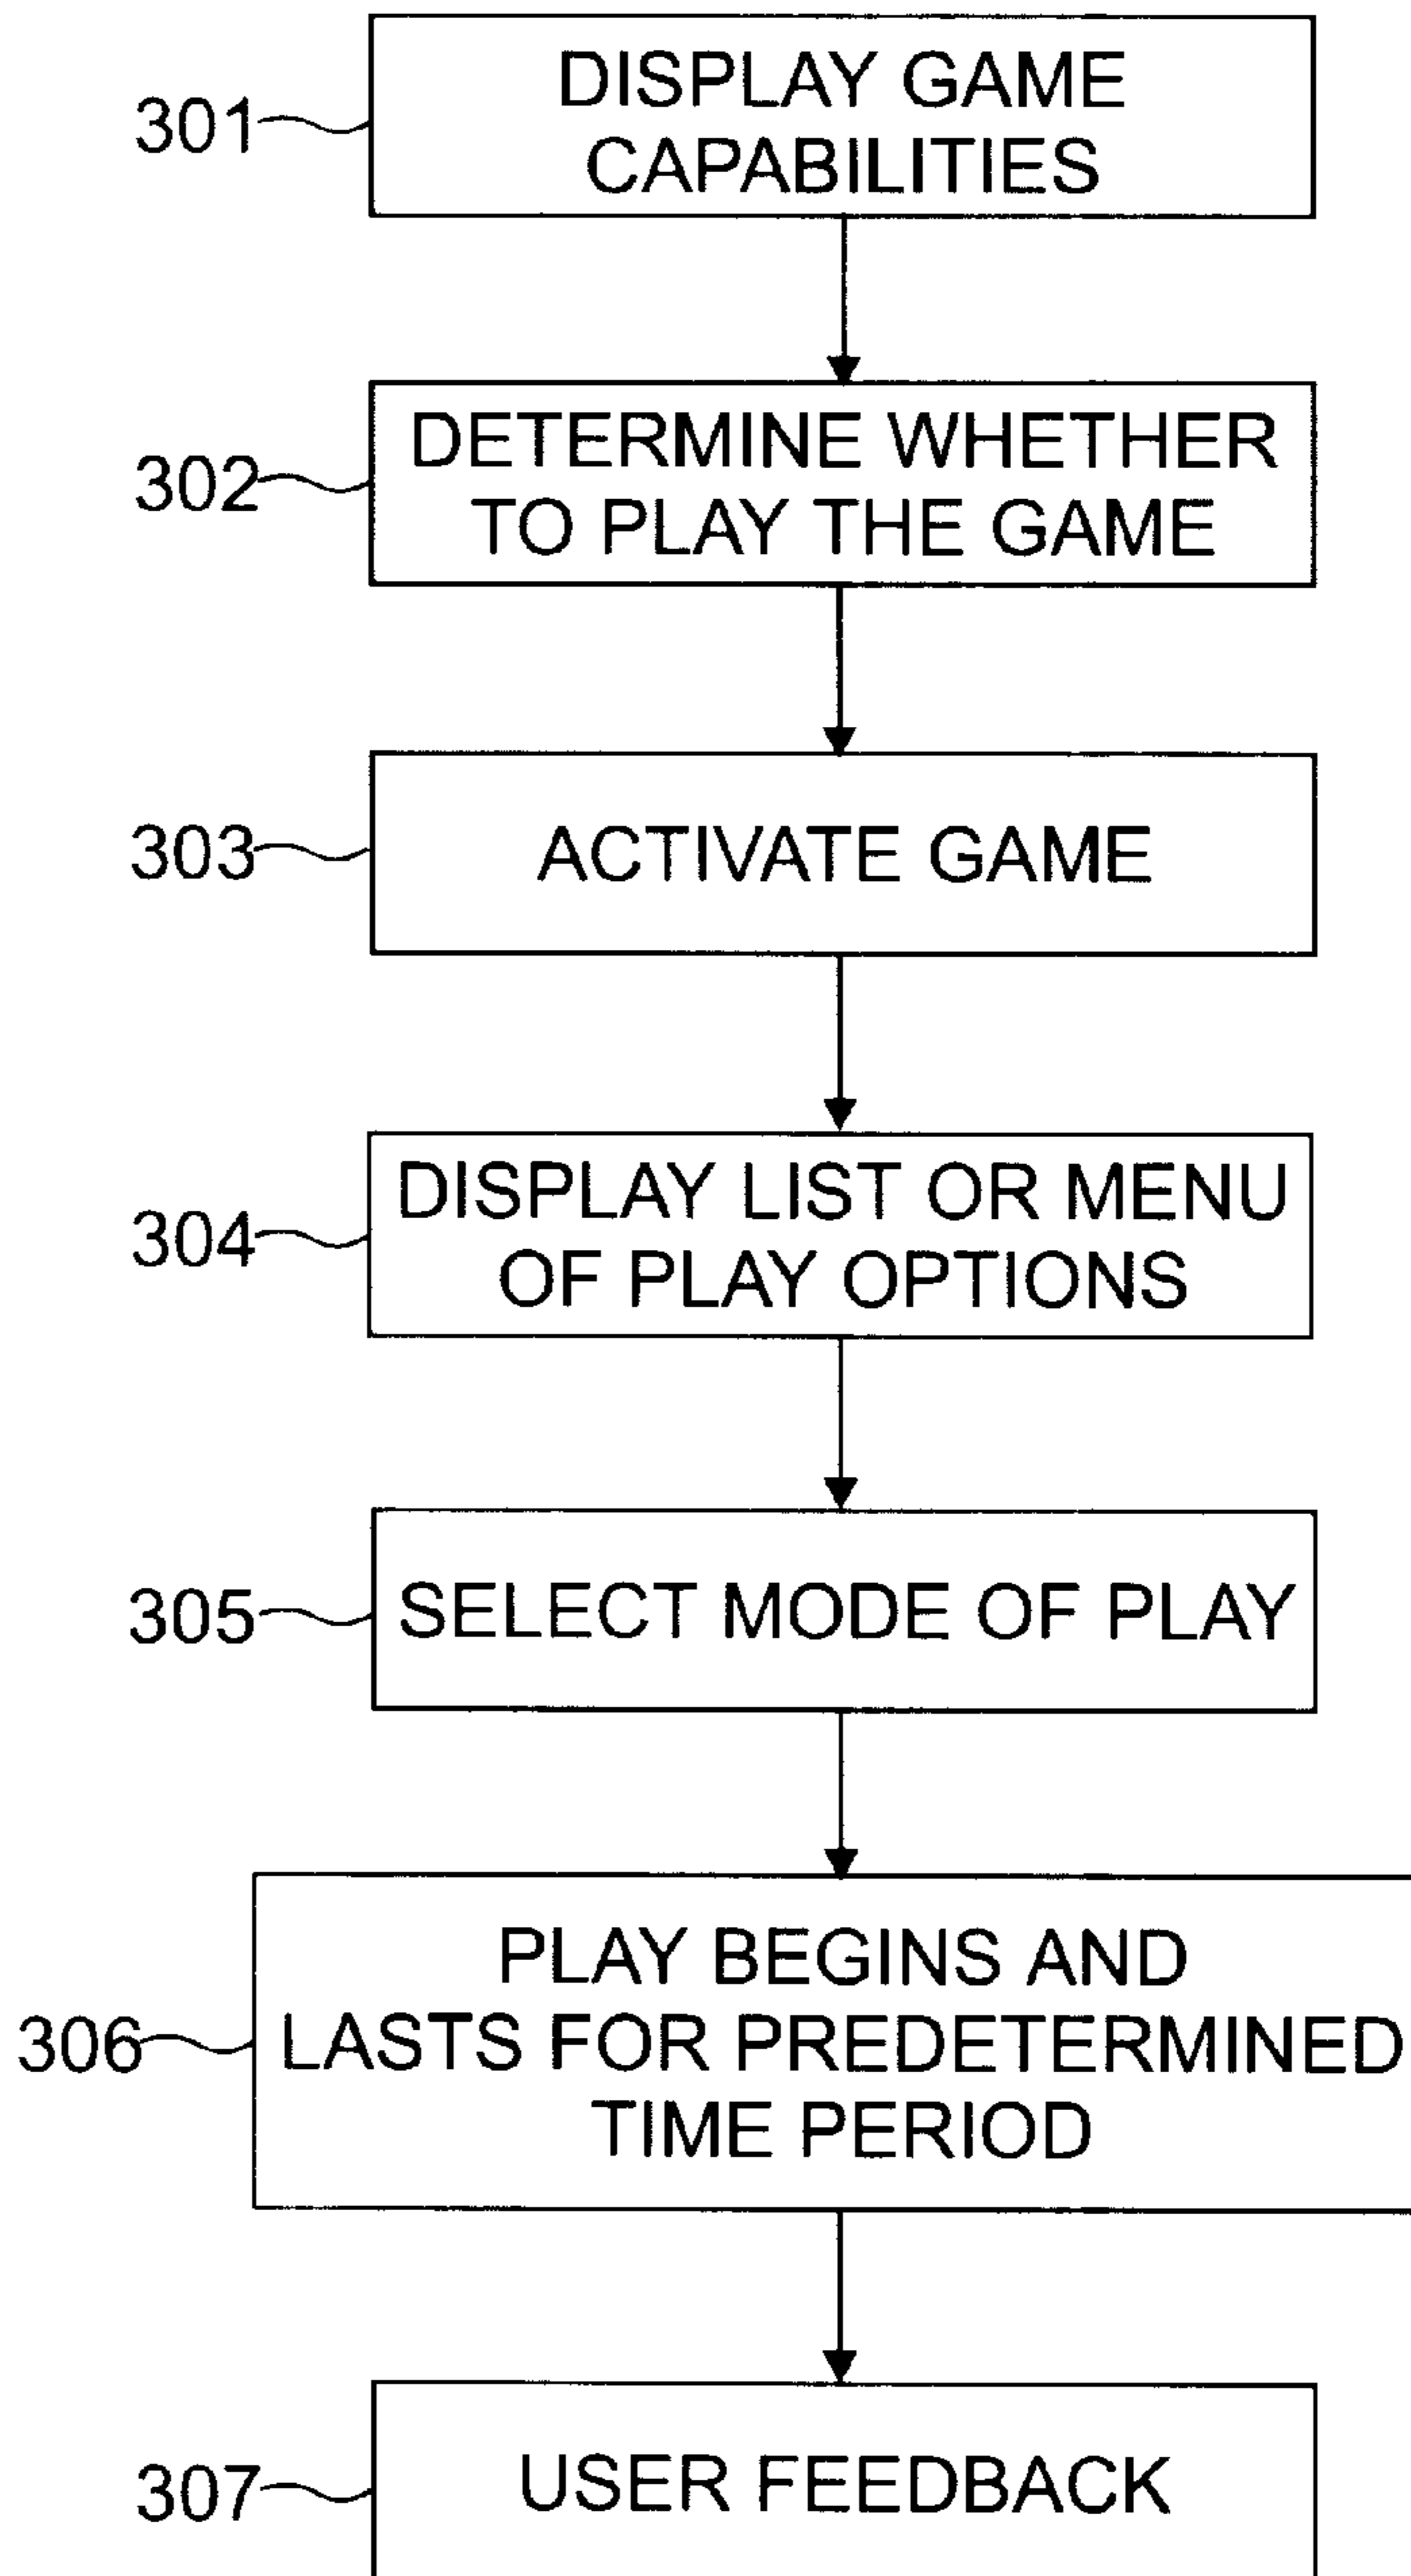 301
DISPLAY GAME
CAPABILITIES
302
DETERMINE WHETHER
TO PLAY THE GAME
303
ACTIVATE GAME
304
DISPLAY LIST OR MENU
OF PLAY OPTIONS
305
SELECT MODE OF PLAY
306
PLAY BEGINS AND
LASTS FOR PREDETERMINED
TIME PERIOD
307
USER FEEDBACK